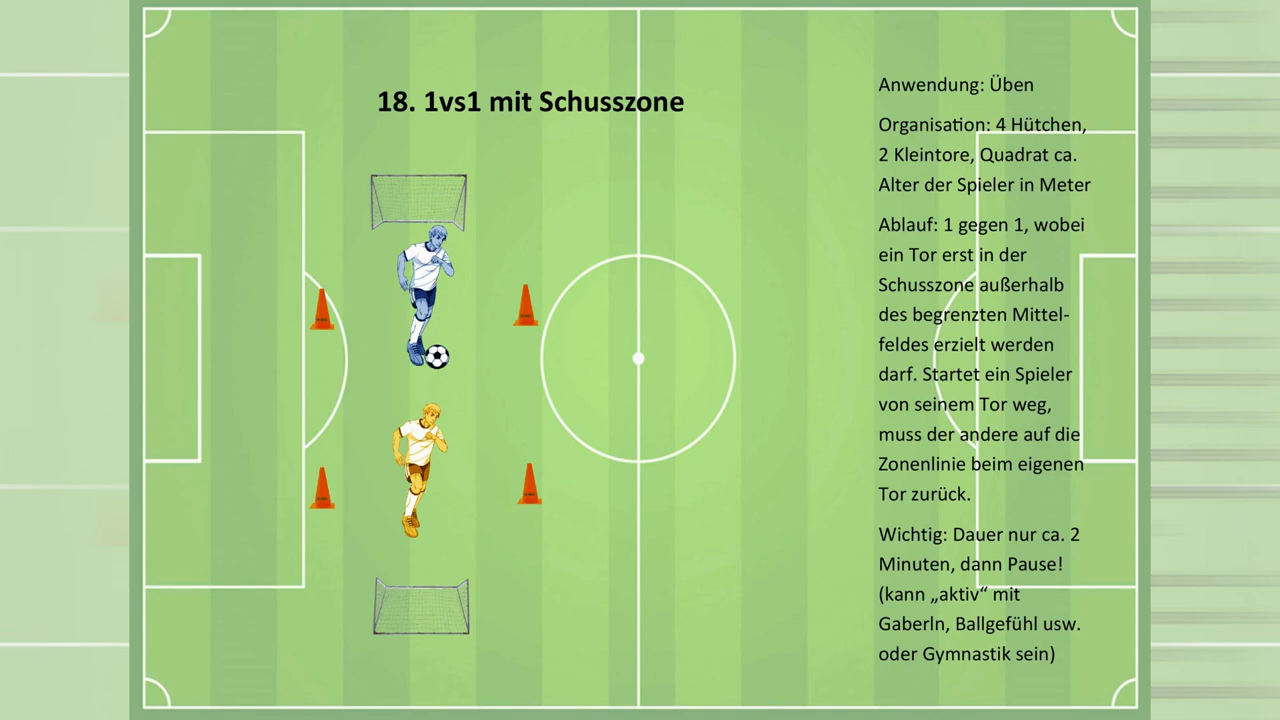 18. 1vs1 mit Schusszone
Anwendung: Üben
Organisation: 4 Hütchen,
2 Kleintore, Quadrat ca.
Alter der Spieler in Meter
Ablauf: 1 gegen 1, wobei
ein Tor erst in der
Schusszone außerhalb
des begrenzten Mittel-
feldes erzielt werden
darf. Startet ein Spieler
von seinem Tor weg,
muss der andere auf die
Zonenlinie beim eigenen
Tor zurück.
Wichtig: Dauer nur ca. 2
Minuten, dann Pause!
(kann „aktiv“ mit
Gaberln, Ballgefühl usw.
oder Gymnastik sein)